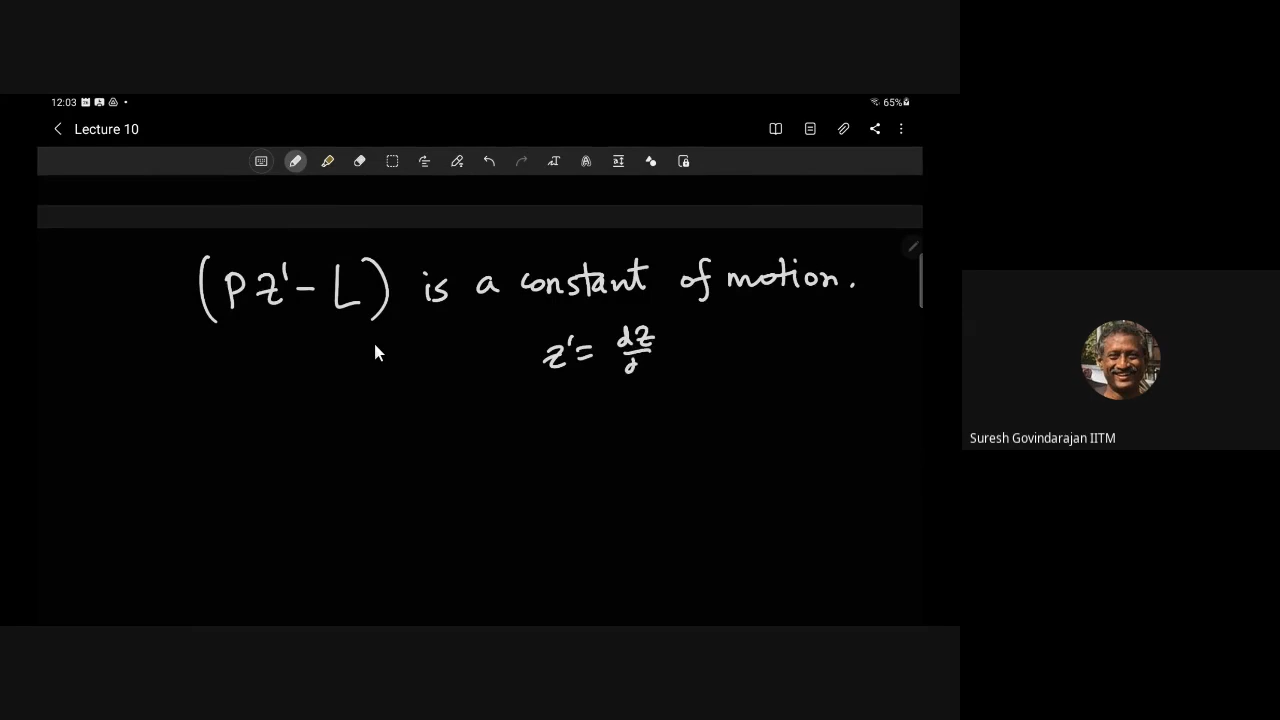 12:03
65%
Lecture 10
(pz' - L) is a constant of motion.
z' = dz/d
Suresh Govindarajan IITM